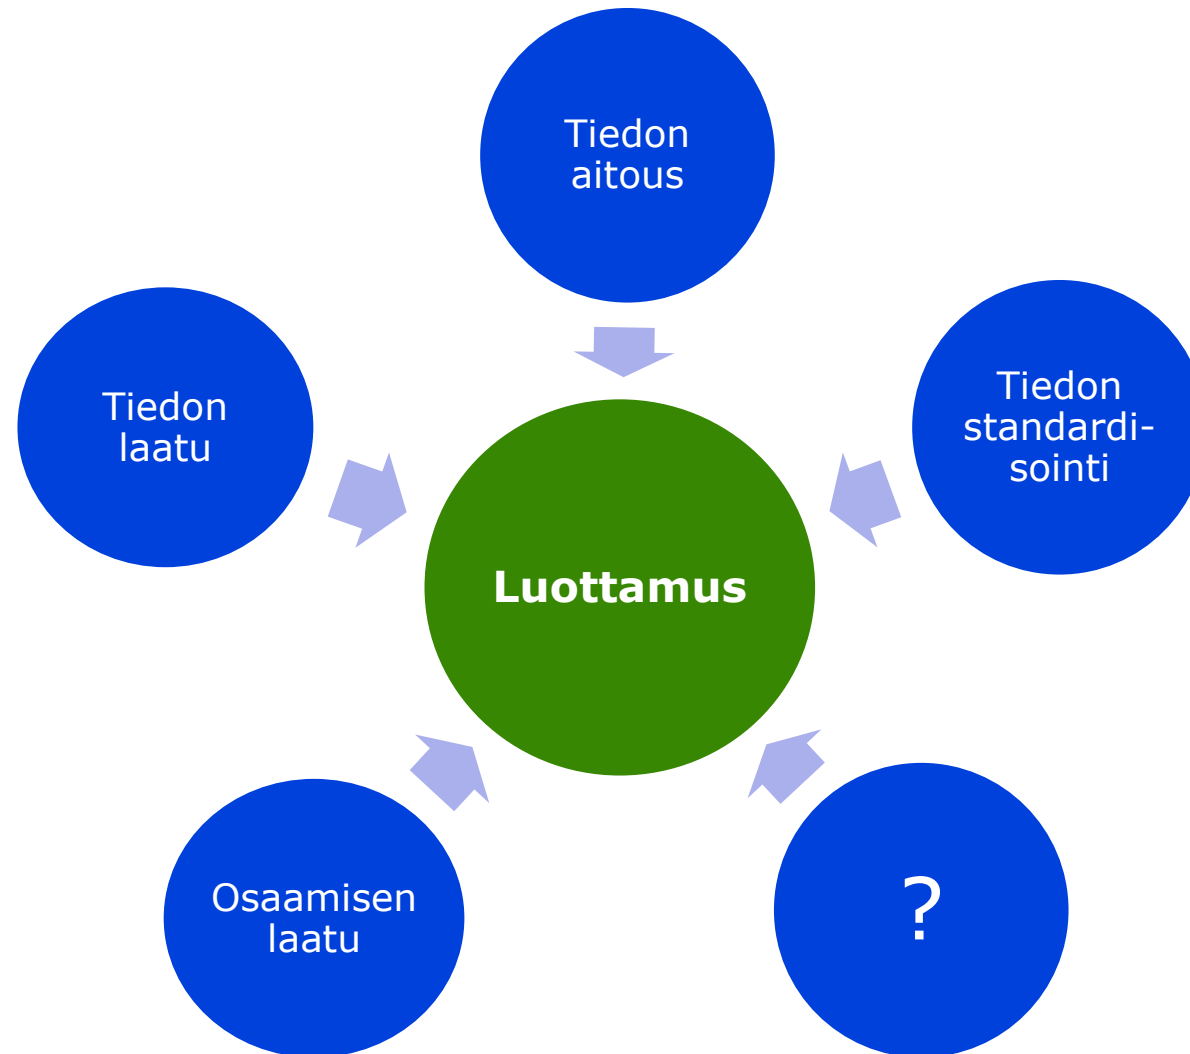 Tiedon
aitous
Tiedon
laatu
Tiedon
standardi-
sointi
Luottamus
Osaamisen
laatu
?